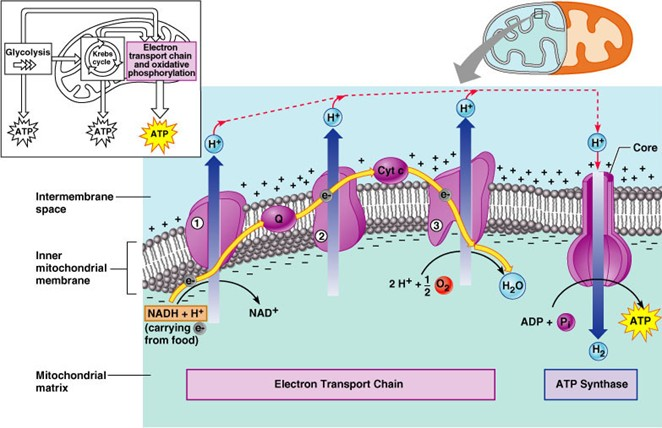 Glycolysis
Krebs
cycle
Electron
transport chain
and oxidative
phosphorylation
ATP
ATP
ATP
H+
H+
H+
H+
Core
Cyt c
Intermembrane
space
1
Q
e-
2
e-
3
Inner
mitochondrial
membrane
e-
2 H+ + 1/2 O2
H2O
NADH + H+
(carrying e-
from food)
NAD+
ADP + Pi
ATP
H2
Mitochondrial
matrix
Electron Transport Chain
ATP Synthase